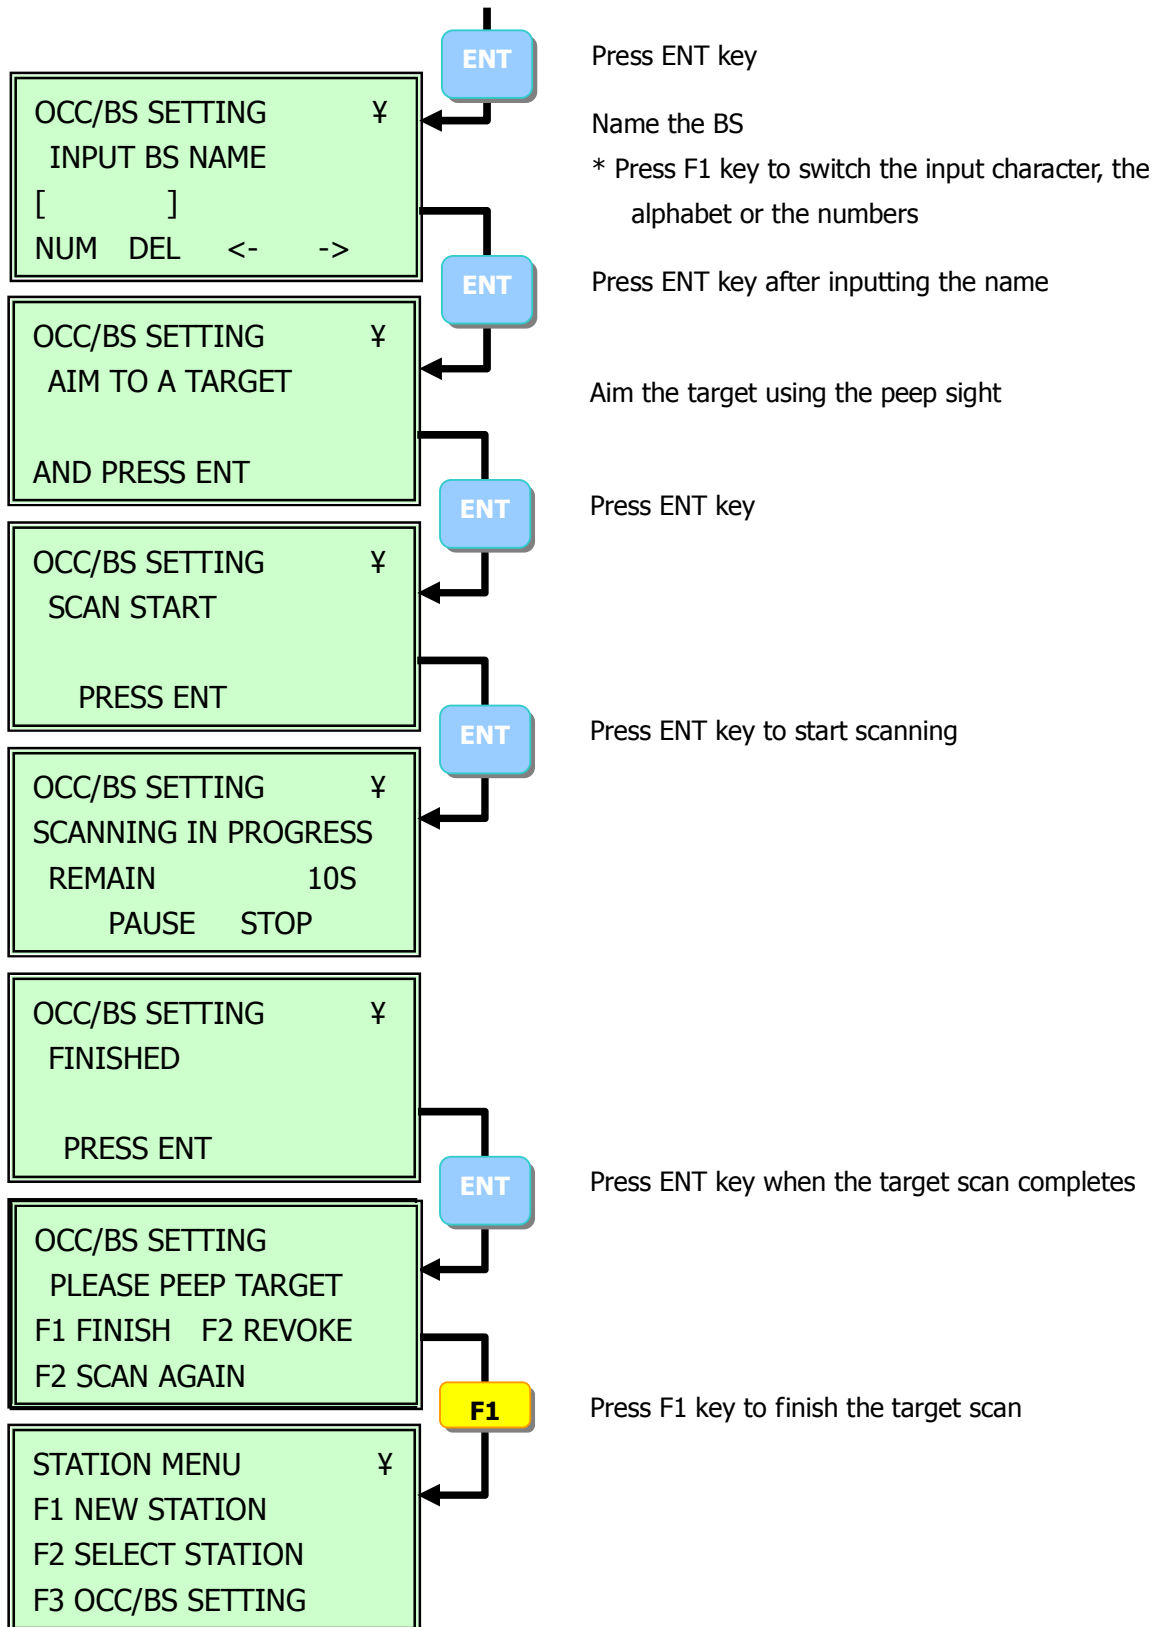 ENT
Press ENT key
OCC/BS SETTING ¥
INPUT BS NAME
[ ]
NUM DEL <- ->
Name the BS
* Press F1 key to switch the input character, the
alphabet or the numbers
ENT
Press ENT key after inputting the name
OCC/BS SETTING ¥
AIM TO A TARGET
AND PRESS ENT
Aim the target using the peep sight
ENT
Press ENT key
OCC/BS SETTING ¥
SCAN START
PRESS ENT
ENT
Press ENT key to start scanning
OCC/BS SETTING ¥
SCANNING IN PROGRESS
REMAIN 10S
PAUSE STOP
OCC/BS SETTING ¥
FINISHED
PRESS ENT
ENT
Press ENT key when the target scan completes
OCC/BS SETTING
PLEASE PEEP TARGET
F1 FINISH F2 REVOKE
F2 SCAN AGAIN
F1
Press F1 key to finish the target scan
STATION MENU ¥
F1 NEW STATION
F2 SELECT STATION
F3 OCC/BS SETTING